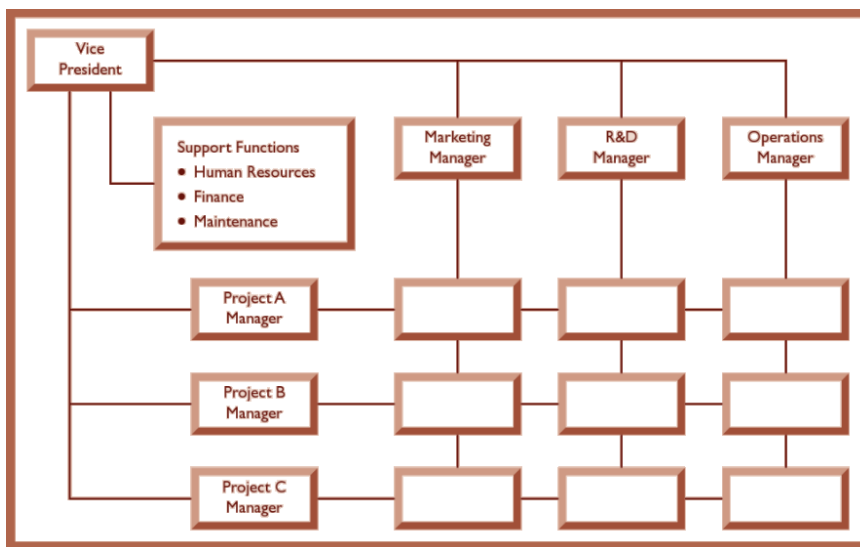 Vice
President
Support Functions
• Human Resources
• Finance
• Maintenance
Marketing
Manager
R&D
Manager
Operations
Manager
Project A
Manager
Project B
Manager
Project C
Manager